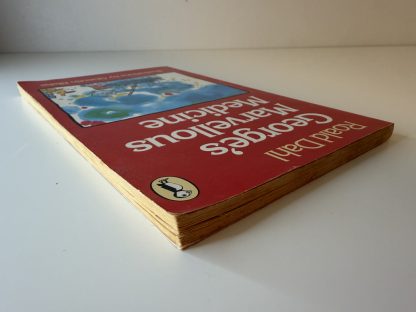 Roald Dahl
George's
Marvellous
Medicine